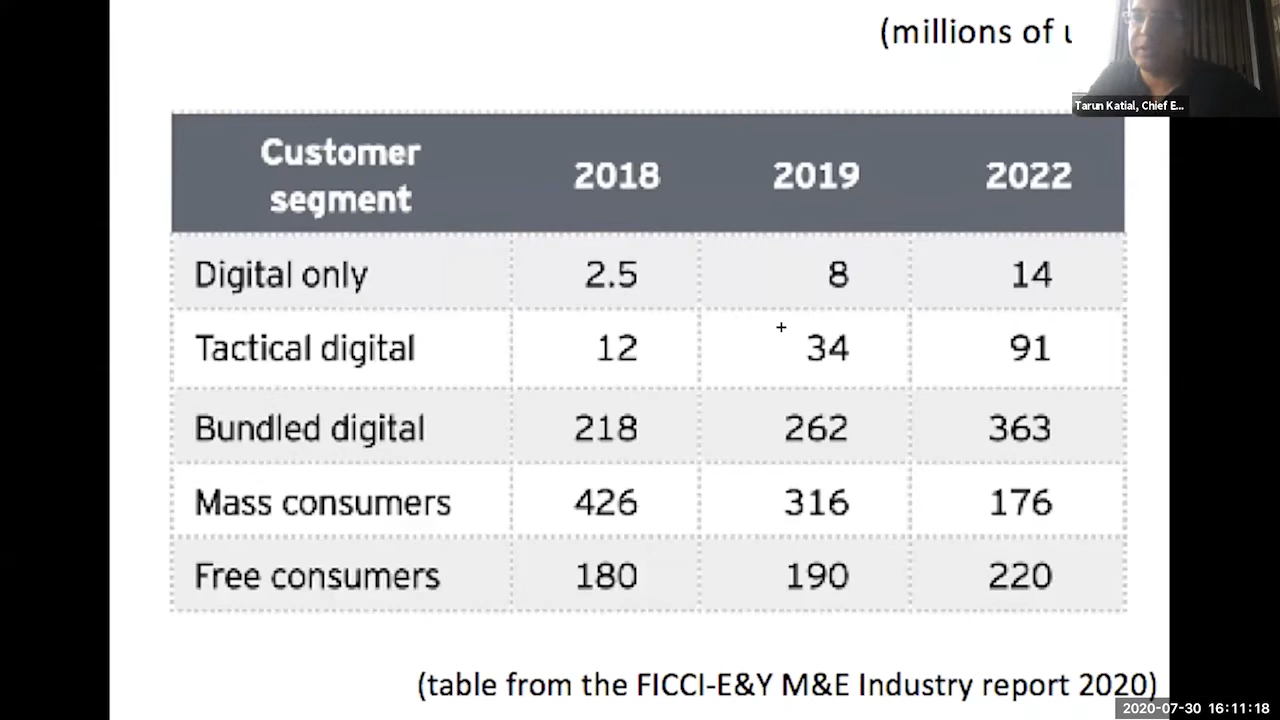 (millions of
Tarun Katial, Chief E...
Customer segment 2018 2019 2022
Digital only 2.5 8 14
Tactical digital 12 34 91
Bundled digital 218 262 363
Mass consumers 426 316 176
Free consumers 180 190 220
(table from the FICCI-E&Y M&E Industry report 2020)
2020-07-30 16:11:18